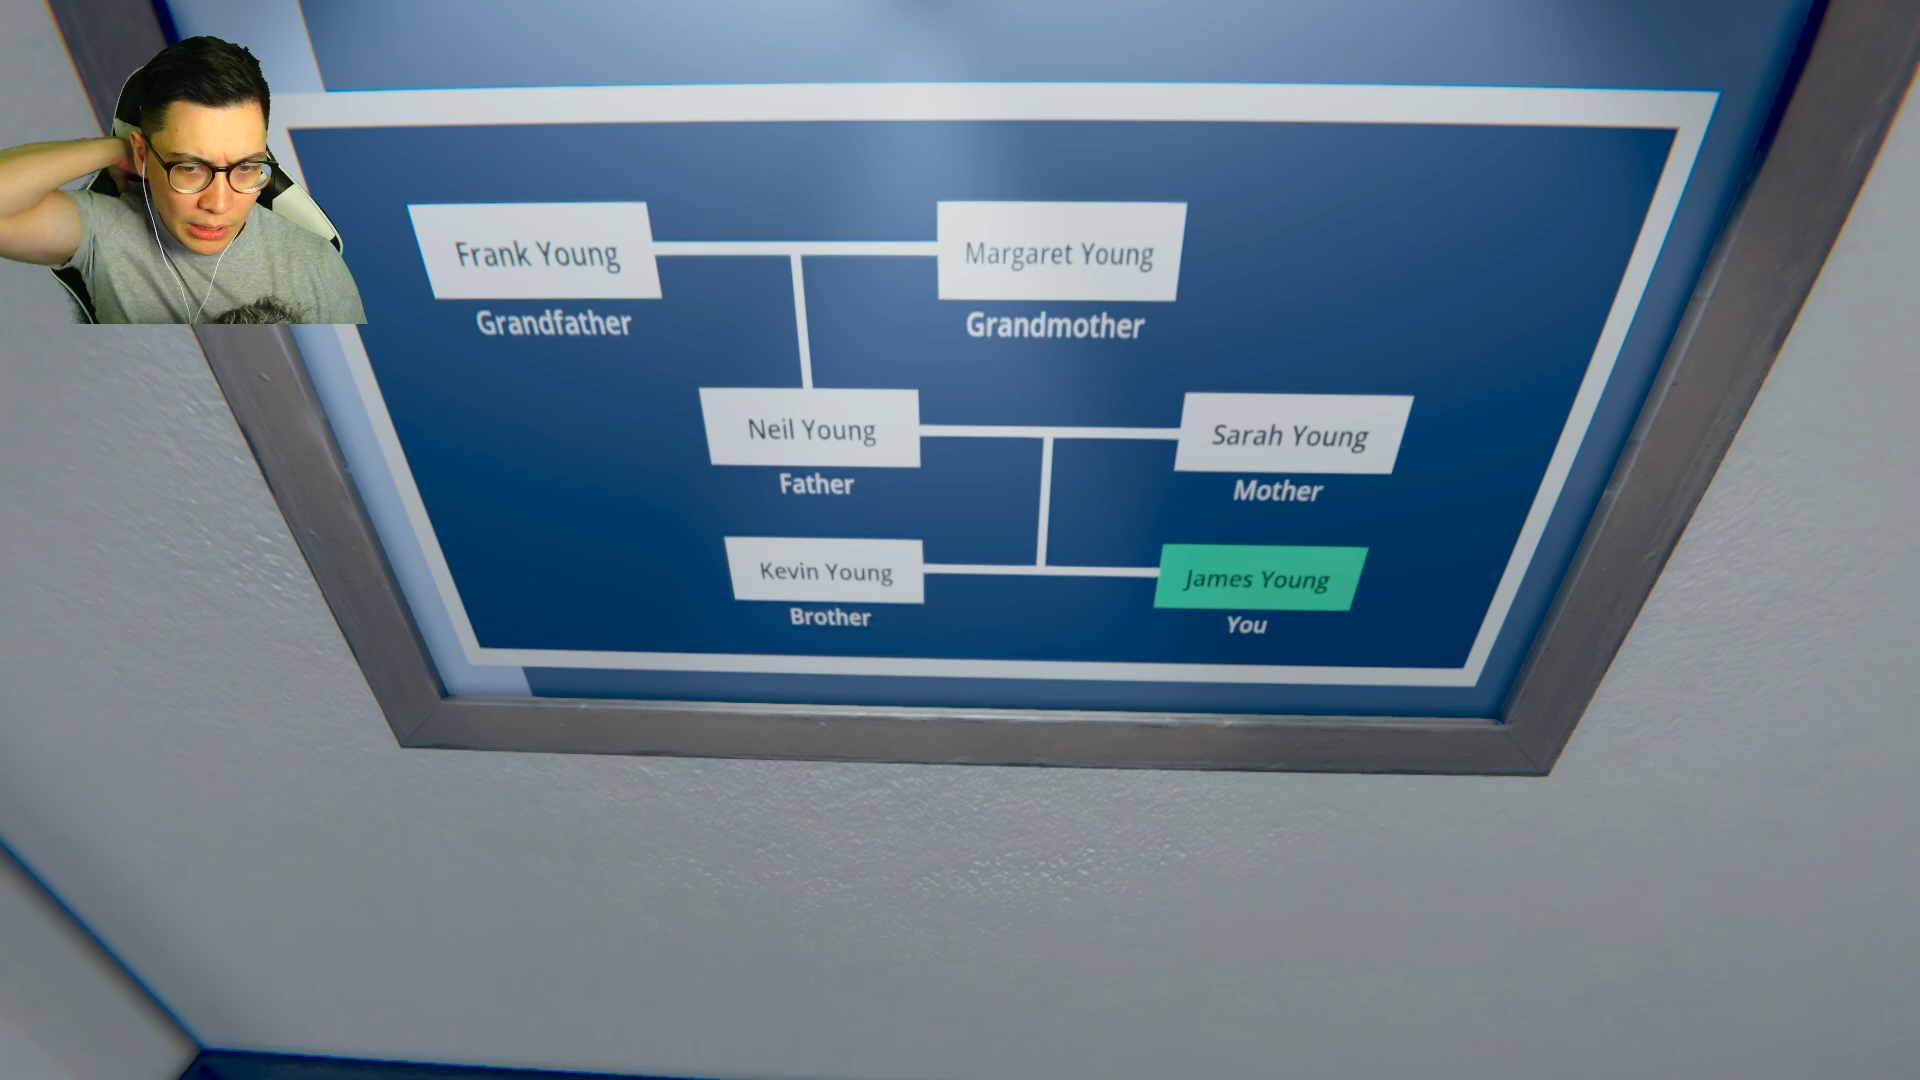 Frank Young
Margaret Young
Grandfather
Grandmother
Neil Young
Sarah Young
Father
Mother
Kevin Young
James Young
Brother
You